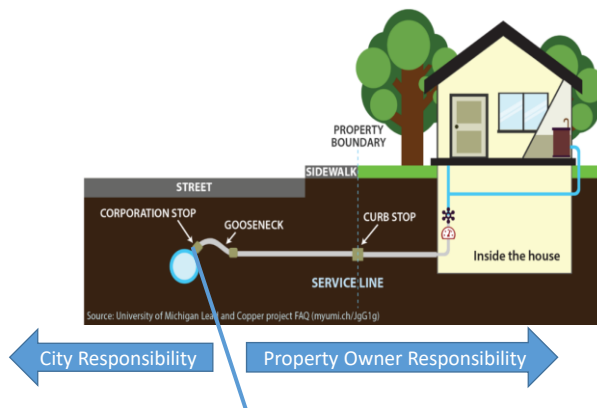 PROPERTY
BOUNDARY
SIDEWALK
STREET
CORPORATION STOP
GOOSENECK
CURB STOP
Inside the house
SERVICE LINE
Source: University of Michigan Lead and Copper project FAQ (myumi.ch/JgG1g)
City Responsibility
Property Owner Responsibility